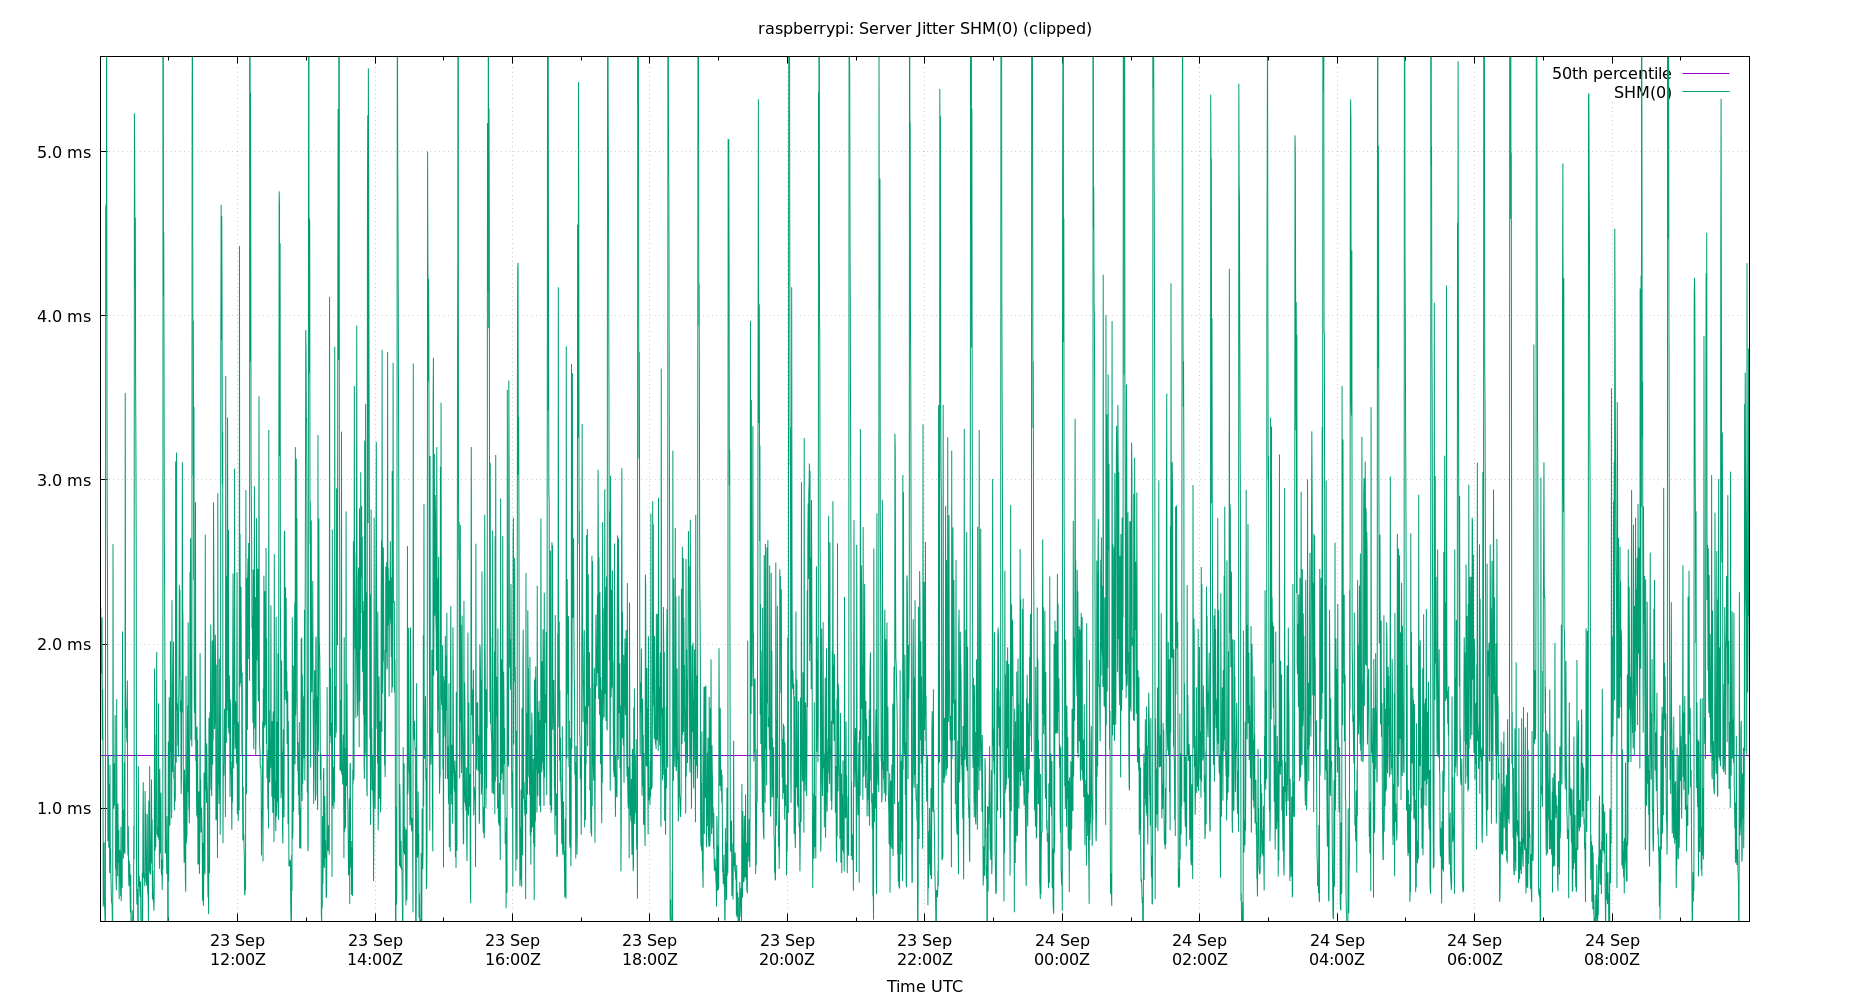 raspberrypi: Server Jitter SHM(0) (clipped)
50th percentile
SHM(0)
5.0 ms
4.0 ms
3.0 ms
2.0 ms
1.0 ms
23 Sep 23 Sep 23 Sep 23 Sep 23 Sep 23 Sep 24 Sep 24 Sep 24 Sep 24 Sep 24 Sep
12:00Z 14:00Z 16:00Z 18:00Z 20:00Z 22:00Z 00:00Z 02:00Z 04:00Z 06:00Z 08:00Z
Time UTC